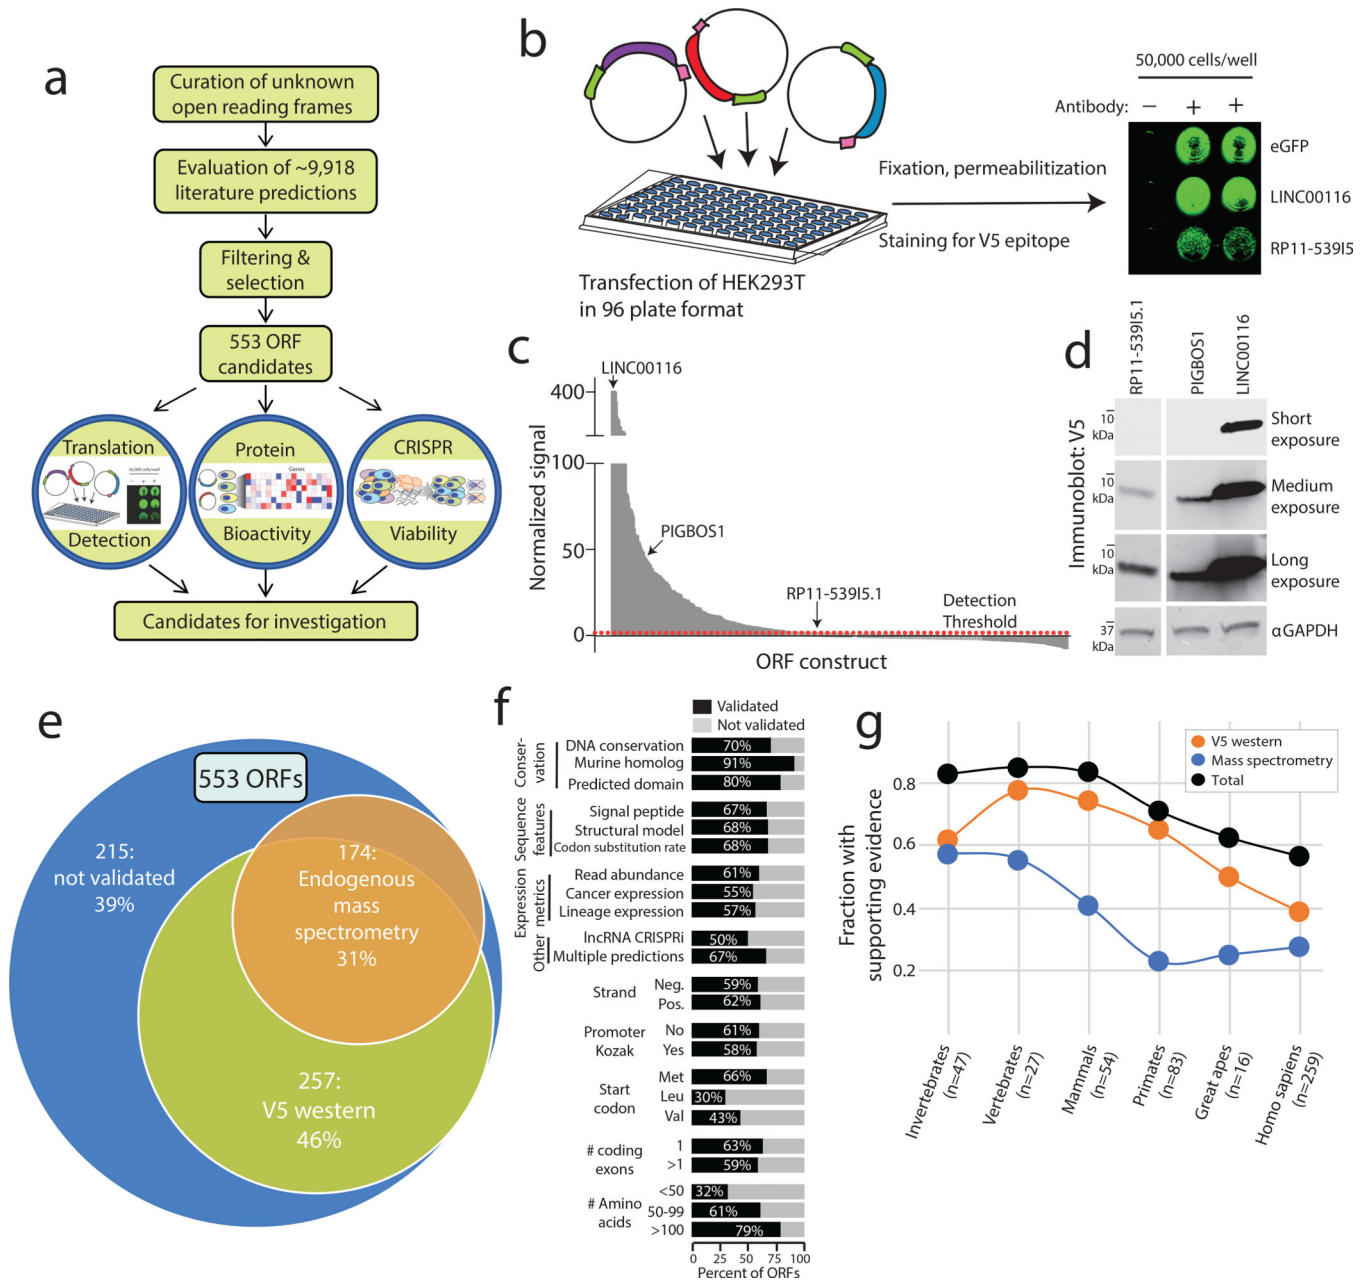 a
Curation of unknown
open reading frames
Evaluation of ~9,918
literature predictions
Filtering &
selection
553 ORF
candidates
Translation
50,000 cells/well
Detection
Protein
Genes
Bioactivity
CRISPR
Viability
Candidates for investigation
b
Transfection of HEK293T
in 96 plate format
Fixation, permeabilitization
Staining for V5 epitope
50,000 cells/well
Antibody: – + +
eGFP
LINC00116
RP11-539I5
c
Normalized signal
400
100
50
0
LINC00116
PIGBOS1
RP11-539I5.1
Detection
Threshold
ORF construct
d
Immunoblot V5
RP11-539I5.1
PIGBOS1
LINC00116
10
kDa
Short
exposure
10
kDa
Medium
exposure
10
kDa
Long
exposure
37
kDa
αGAPDH
e
553 ORFs
215:
not validated
39%
174:
Endogenous
mass
spectrometry
31%
257:
V5 western
46%
f
Validated
Not validated
Conser-
vation
DNA conservation 70%
Murine homolog 91%
Predicted domain 80%
Sequence
features
Signal peptide 67%
Structural model 68%
Codon substitution rate 68%
Expression
metrics
Read abundance 61%
Cancer expression 55%
Lineage expression 57%
Other
lncRNA CRISPRi 50%
Multiple predictions 67%
Strand
Neg. 59%
Pos. 62%
Promoter
Kozak
No 61%
Yes 58%
Start
codon
Met 66%
Leu 30%
Val 43%
# coding
exons
1 63%
>1 59%
# Amino
acids
<50 32%
50-99 61%
>100 79%
0 25 50 75 100
Percent of ORFs
g
V5 western
Mass spectrometry
Total
Fraction with
supporting evidence
0.8
0.6
0.4
0.2
Invertebrates
(n=47)
Vertebrates
(n=27)
Mammals
(n=54)
Primates
(n=83)
Great apes
(n=16)
Homo sapiens
(n=259)